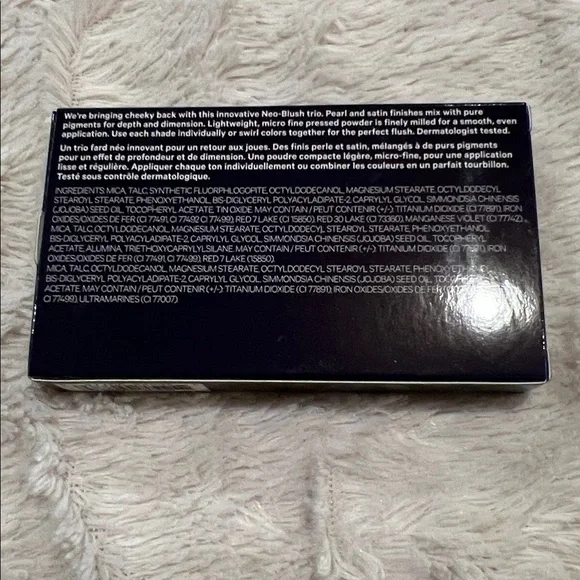 We're bringing cheeky back with this innovative Neo-Blush trio. Pearl and satin finishes mix with pure
pigments for depth and dimension. Lightweight, micro fine pressed powder is finely milled for a smooth, even
application. Use each shade individually or swirl colors together for the perfect flush. Dermatologist tested.
Un trio fard néo innovant pour un retour aux joues. Des finis perle et satin, mélangés à de purs pigments
pour un effet de profondeur et de dimension. Une poudre compacte légère, micro-fine, pour une application
lisse et régulière. Appliquer chaque ton individuellement ou combiner les couleurs en un parfait tourbillon.
Testé sous contrôle dermatologique.
INGREDIENTS: MICA, TALC, SYNTHETIC FLUORPHLOGOPITE, OCTYLDODECANOL, MAGNESIUM STEARATE, OCTYLDODECYL
STEAROYL STEARATE, PHENOXYETHANOL, BIS-DIGLYCERYL POLYACYLADIPATE-2, CAPRYLYL GLYCOL, SIMMONDSIA CHINENSIS
(JOJOBA) SEED OIL, TOCOPHERYL ACETATE, TIN OXIDE MAY CONTAIN / PEUT CONTENIR (+/-): TITANIUM DIOXIDE (CI 77891), IRON
OXIDES/OXIDES DE FER (CI 77491, CI 77492 CI 77499), RED 7 LAKE (CI 15850), RED 30 LAKE (CI 73360), MANGANESE VIOLET (CI 77742).
MICA, TALC, OCTYLDODECANOL, MAGNESIUM STEARATE, OCTYLDODECYL STEAROYL STEARATE, PHENOXYETHANOL,
BIS-DIGLYCERYL POLYACYLADIPATE-2, CAPRYLYL GLYCOL, SIMMONDSIA CHINENSIS (JOJOBA) SEED OIL, TOCOPHERYL
ACETATE, ALUMINA, TRIETHOXYCAPRYLYLSILANE. MAY CONTAIN / PEUT CONTENIR (+/-): TITANIUM DIOXIDE (CI 77891), IRON
OXIDES/OXIDES DE FER (CI 77491, CI 77499), RED 7 LAKE (15850).
MICA, TALC, OCTYLDODECANOL, MAGNESIUM STEARATE, OCTYLDODECYL STEAROYL STEARATE,
BIS-DIGLYCERYL POLYACYLADIPATE-2, CAPRYLYL GLYCOL, SIMMONDSIA CHINENSIS (JOJOBA) SEED OIL,
ACETATE. MAY CONTAIN / PEUT CONTENIR (+/-): TITANIUM DIOXIDE (CI 77891), IRON OXIDES/OXIDES DE FER
CI 77499), ULTRAMARINES (CI 77007).